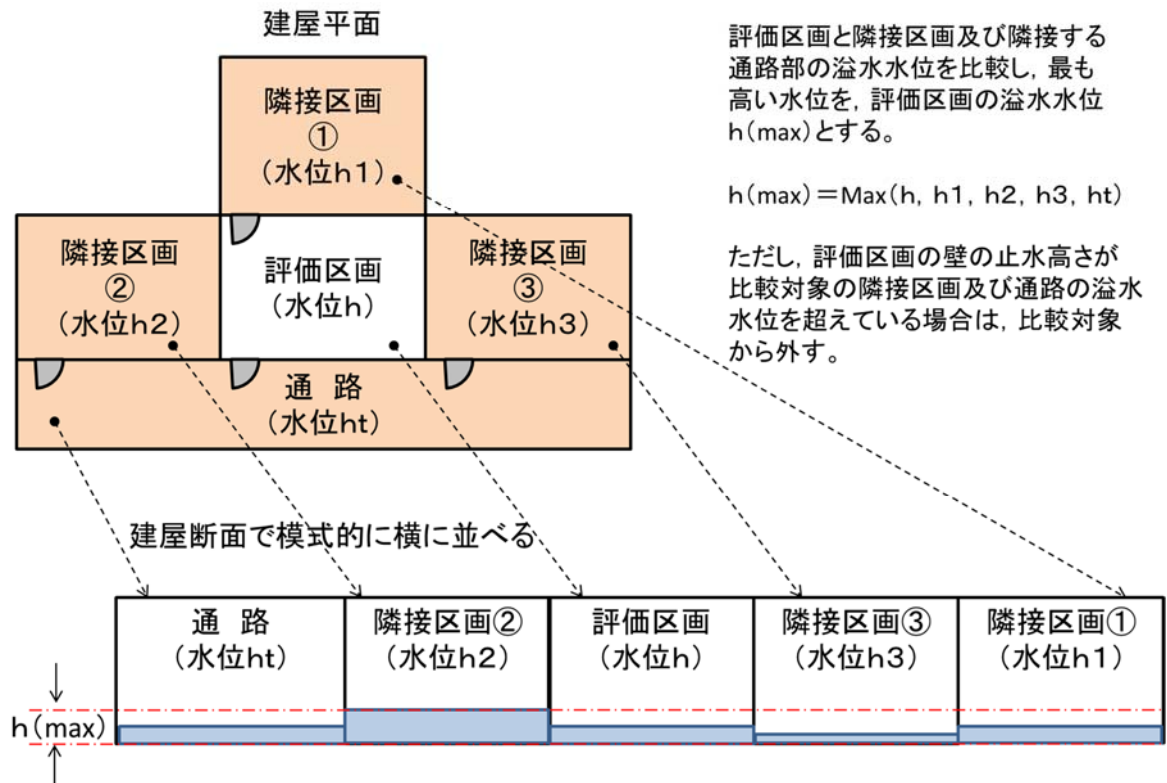 建屋平面
評価区画と隣接区画及び隣接する
通路部の溢水水位を比較し，最も
高い水位を，評価区画の溢水水位
h(max)とする。
h(max)＝Max(h, h1, h2, h3, ht)
ただし，評価区画の壁の止水高さが
比較対象の隣接区画及び通路の溢水
水位を超えている場合は，比較対象
から外す。
隣接区画
①
（水位h1）
隣接区画
②
（水位h2）
評価区画
（水位h）
隣接区画
③
（水位h3）
通 路
（水位ht）
建屋断面で模式的に横に並べる
通 路
（水位ht）
隣接区画②
（水位h2）
評価区画
（水位h）
隣接区画③
（水位h3）
隣接区画①
（水位h1）
h(max)